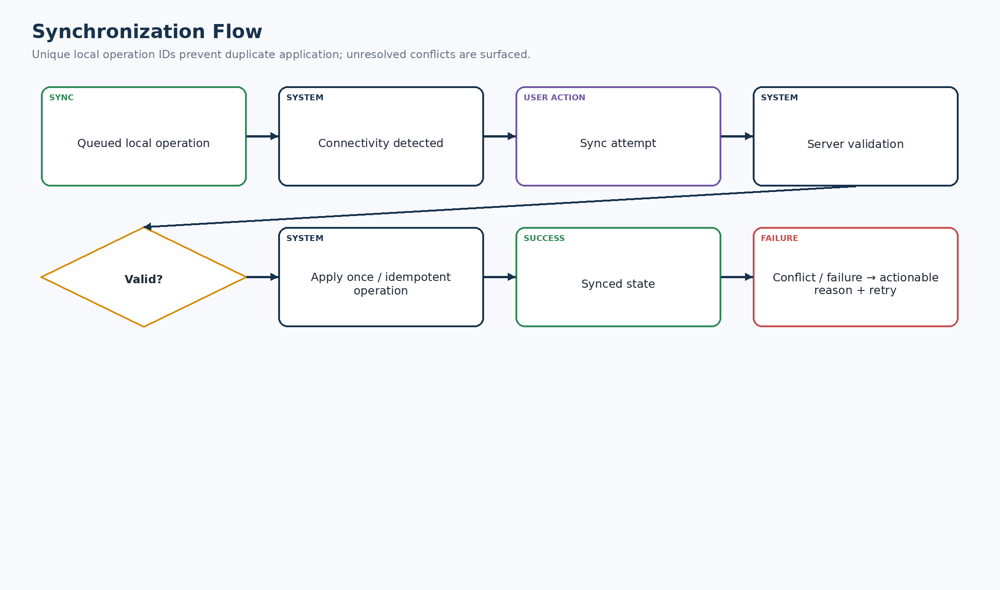 Synchronization Flow
Unique local operation IDs prevent duplicate application; unresolved conflicts are surfaced.
SYNC
Queued local operation
SYSTEM
Connectivity detected
USER ACTION
Sync attempt
SYSTEM
Server validation
Valid?
SYSTEM
Apply once / idempotent
operation
SUCCESS
Synced state
FAILURE
Conflict / failure → actionable
reason + retry